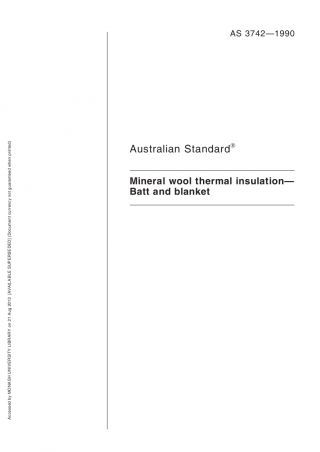 AS 3742—1990
Australian Standard®
Mineral wool thermal insulation—
Batt and blanket
Accessed by MONASH UNIVERSITY LIBRARY on 21 Aug 2013 [AVAILABLE SUPERSEDED] (Document currency not guaranteed when printed)